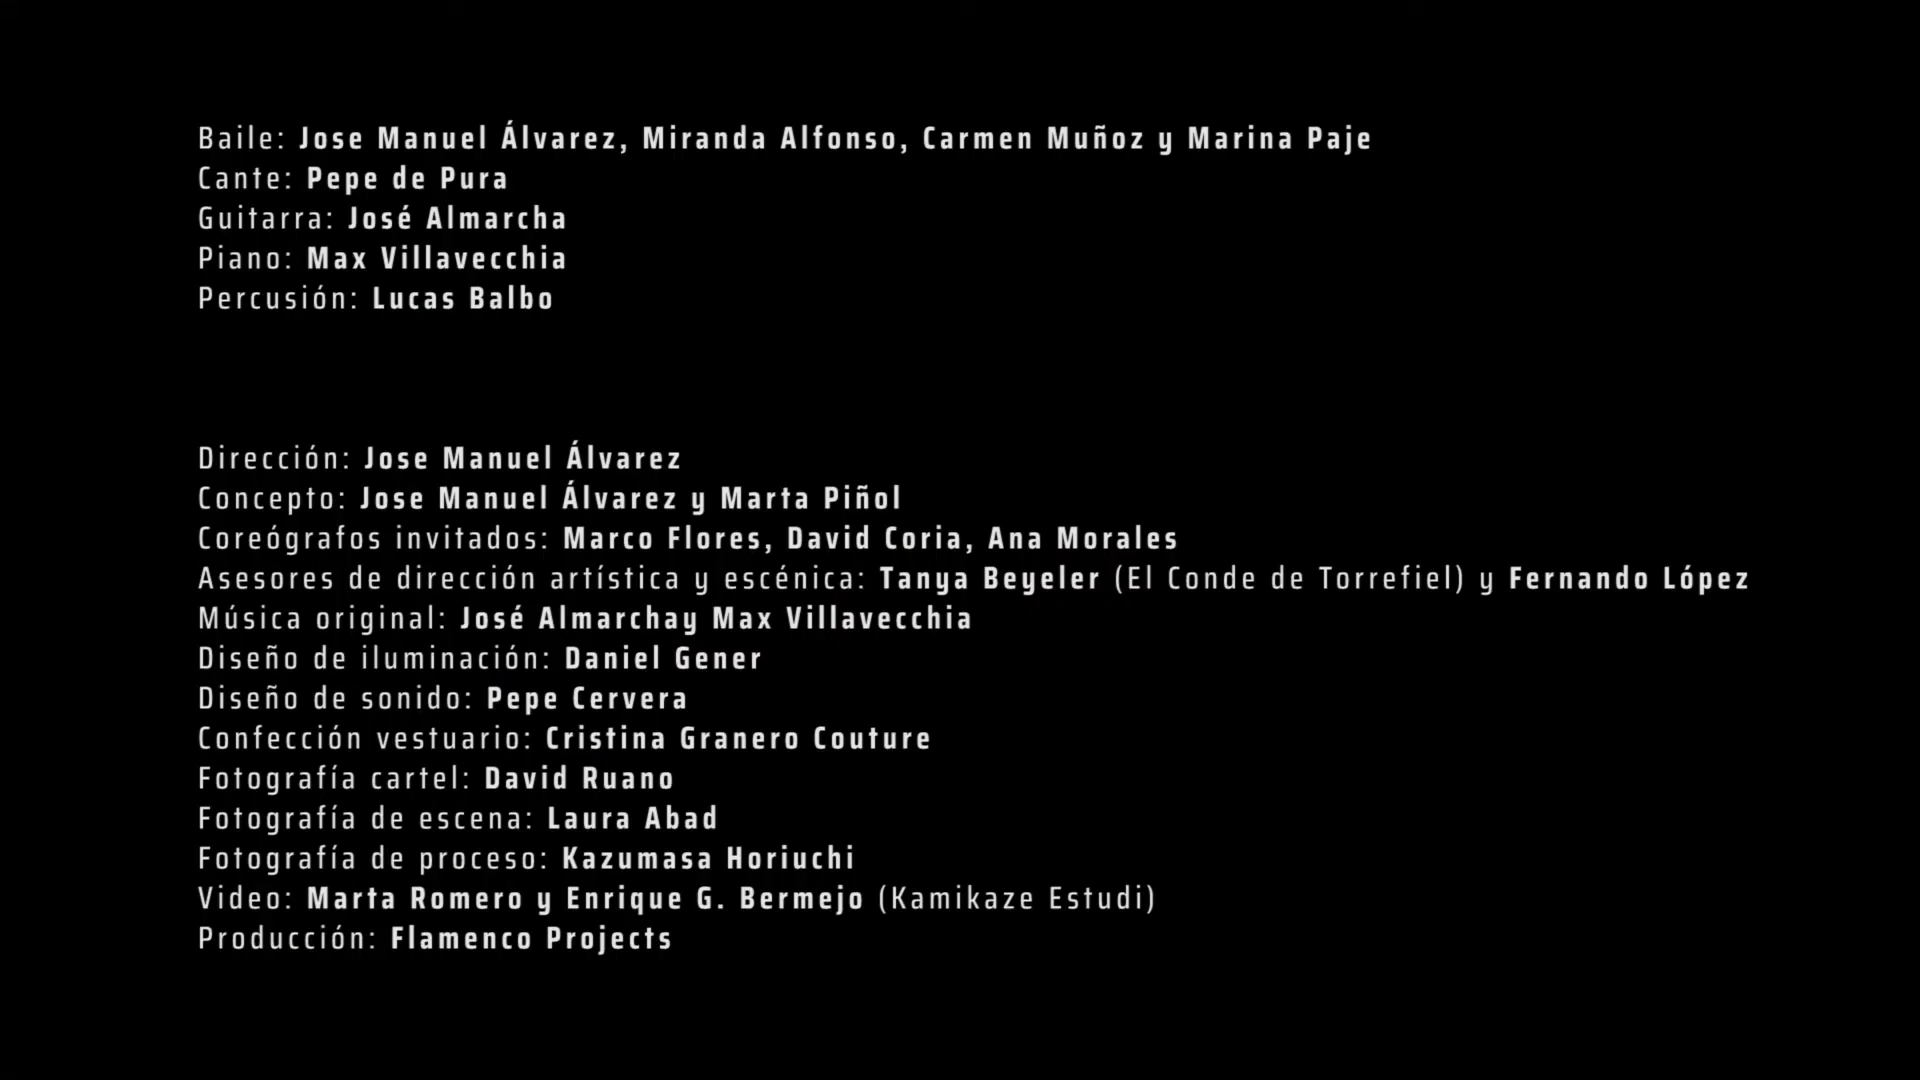 Baile: Jose Manuel Álvarez, Miranda Alfonso, Carmen Muñoz y Marina Paje
Cante: Pepe de Pura
Guitarra: José Almarcha
Piano: Max Villavecchia
Percusión: Lucas Balbo
Dirección: Jose Manuel Álvarez
Concepto: Jose Manuel Álvarez y Marta Piñol
Coreógrafos invitados: Marco Flores, David Coria, Ana Morales
Asesores de dirección artística y escénica: Tanya Beyeler (El Conde de Torrefiel) y Fernando López
Música original: José Almarchay Max Villavecchia
Diseño de iluminación: Daniel Gener
Diseño de sonido: Pepe Cervera
Confección vestuario: Cristina Granero Couture
Fotografía cartel: David Ruano
Fotografía de escena: Laura Abad
Fotografía de proceso: Kazumasa Horiuchi
Video: Marta Romero y Enrique G. Bermejo (Kamikaze Estudi)
Producción: Flamenco Projects